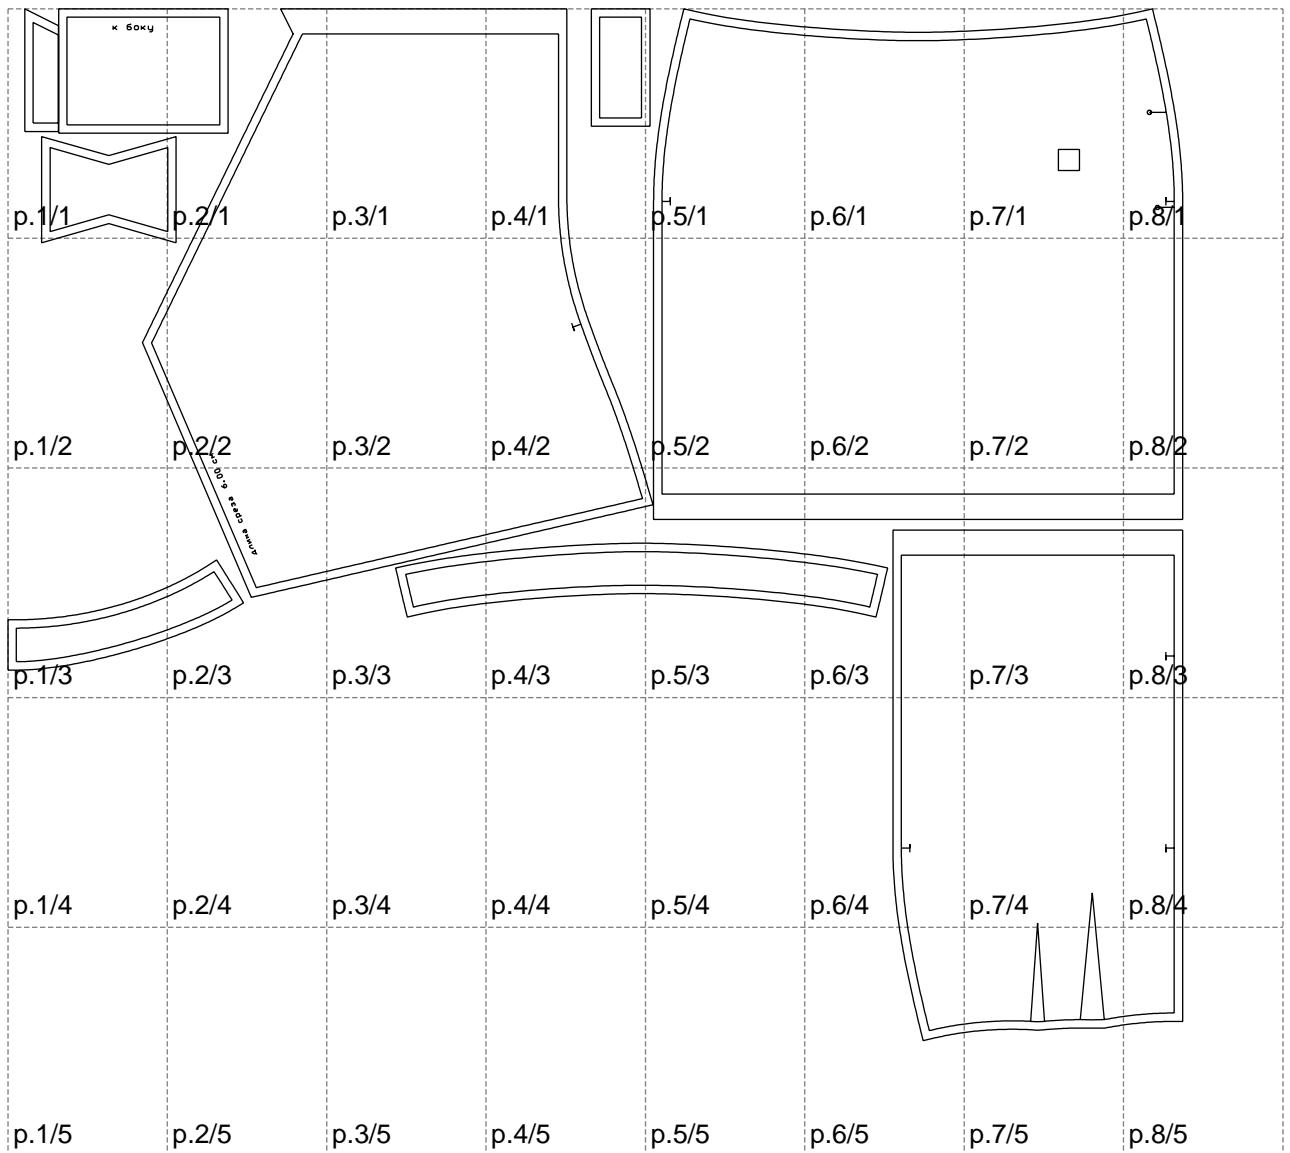 к боку
p.1/1 p.2/1 p.3/1 p.4/1 p.5/1 p.6/1 p.7/1 p.8/1
p.1/2 p.2/2 p.3/2 p.4/2 p.5/2 p.6/2 p.7/2 p.8/2
длина среза 6.00 см
p.1/3 p.2/3 p.3/3 p.4/3 p.5/3 p.6/3 p.7/3 p.8/3
p.1/4 p.2/4 p.3/4 p.4/4 p.5/4 p.6/4 p.7/4 p.8/4
p.1/5 p.2/5 p.3/5 p.4/5 p.5/5 p.6/5 p.7/5 p.8/5